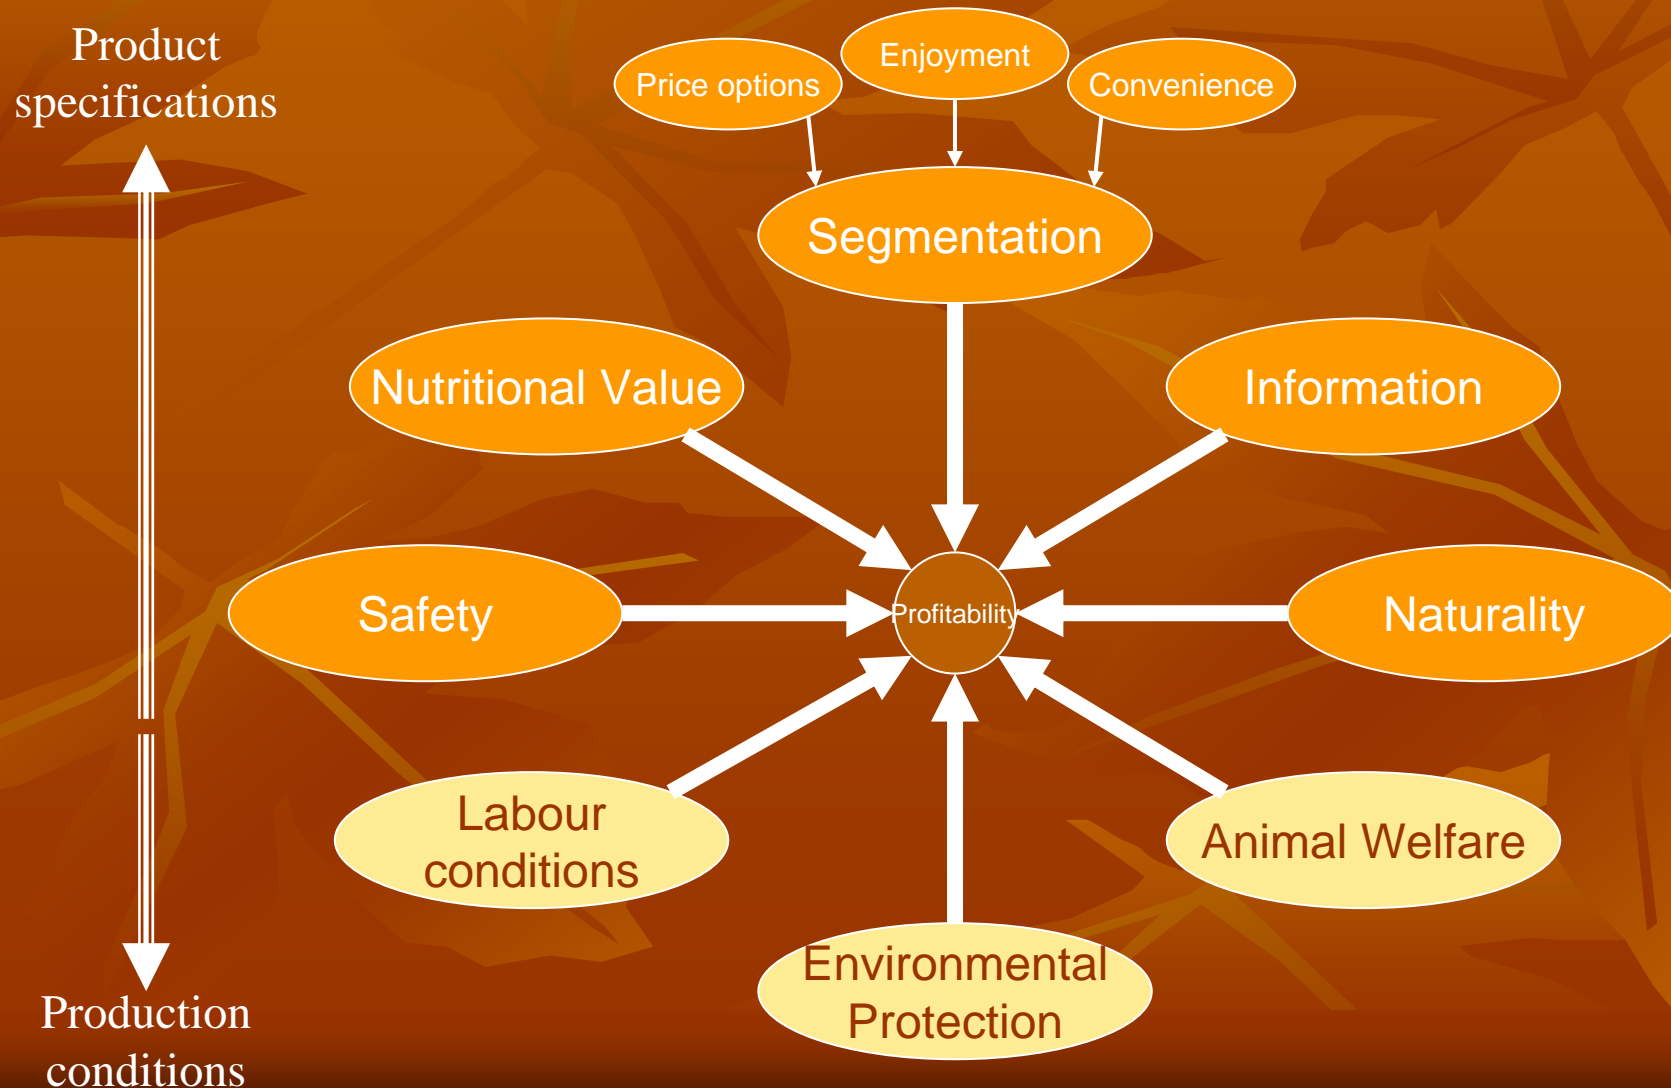 Product
specifications
Price options
Enjoyment
Convenience
Segmentation
Nutritional Value
Information
Safety
Profitability
Naturality
Labour
conditions
Animal Welfare
Environmental
Protection
Production
conditions